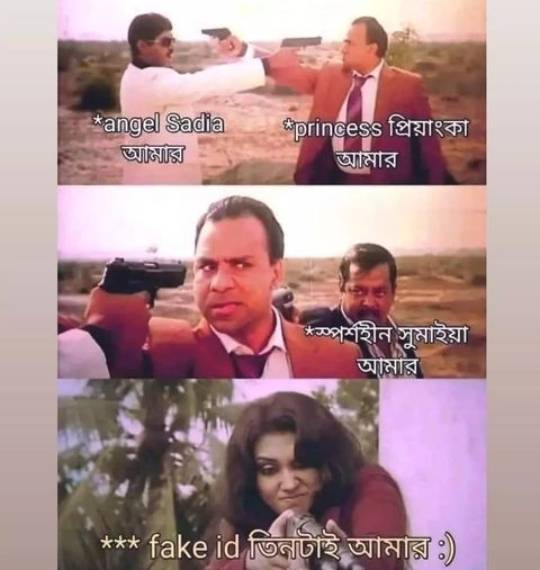 *angel Sadia
আমার
*princess প্রিয়াংকা
আমার
*স্পর্শহীন সুমাইয়া
আমার
*** fake id তিনটাই আমার :)